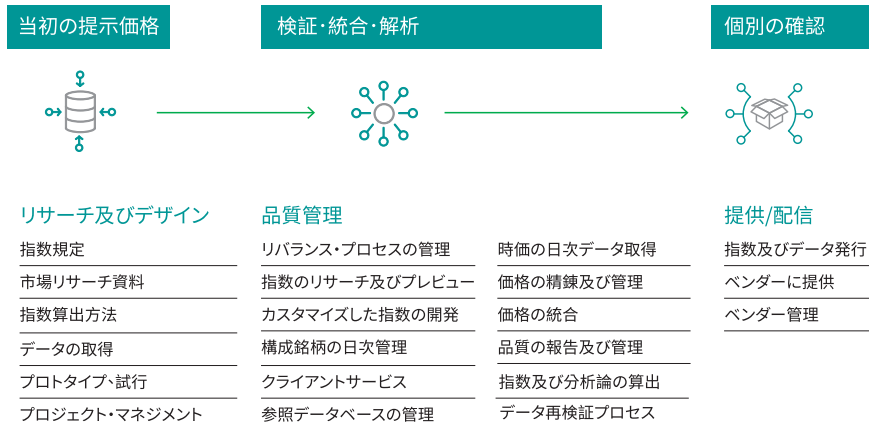 当初の提示価格
検証･統合･解析
個別の確認
リサーチ及びデザイン
指数規定
市場リサーチ資料
指数算出方法
データの取得
プロトタイプ､試行
プロジェクト・マネジメント
品質管理
リバランス・プロセスの管理
指数のリサーチ及びプレビュー
カスタマイズした指数の開発
構成銘柄の日次管理
クライアントサービス
参照データベースの管理
時価の日次データ取得
価格の精錬及び管理
価格の統合
品質の報告及び管理
指数及び分析論の算出
データ再検証プロセス
提供/配信
指数及びデータ発行
ベンダーに提供
ベンダー管理